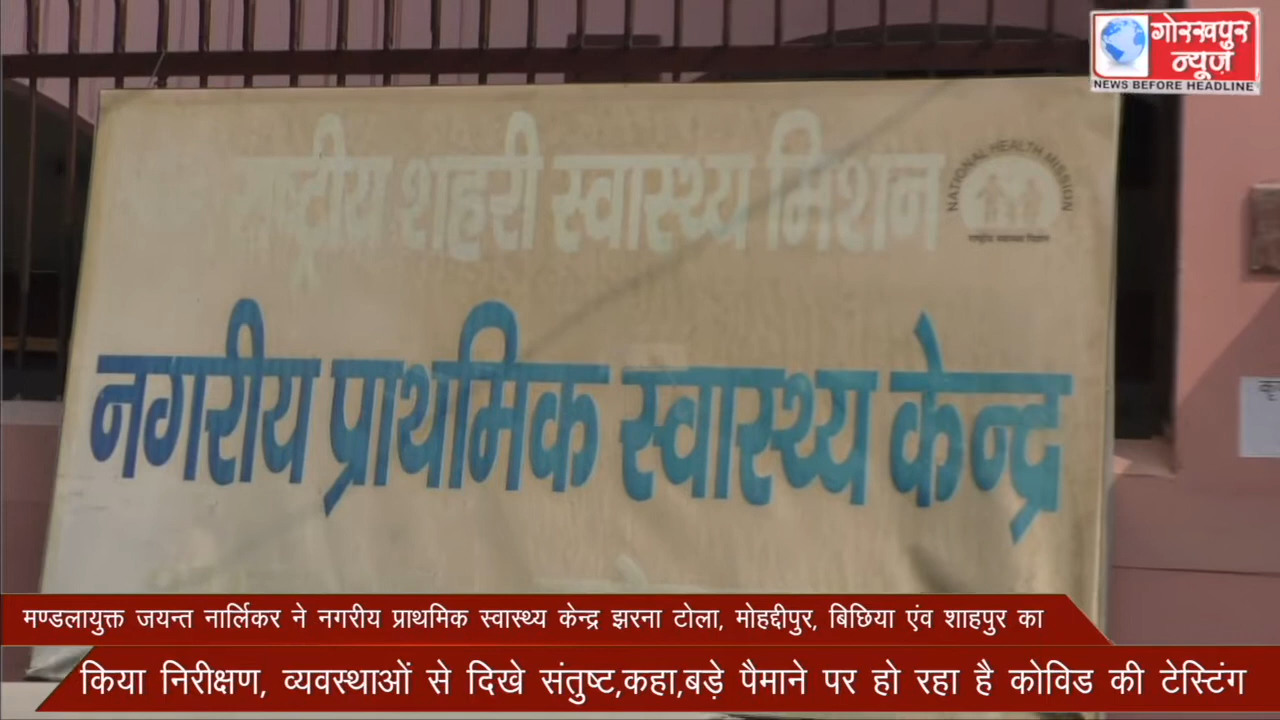 गोरखपुर
न्यूज़
NEWS BEFORE HEADLINE
राष्ट्रीय शहरी स्वास्थ्य मिशन
NATIONAL HEALTH MISSION
नगरीय प्राथमिक स्वास्थ्य केन्द्र
मण्डलायुक्त जयन्त नार्लिकर ने नगरीय प्राथमिक स्वास्थ्य केन्द्र झरना टोला, मोहद्दीपुर, बिछिया एंव शाहपुर का
किया निरीक्षण, व्यवस्थाओं से दिखे संतुष्ट,कहा,बड़े पैमाने पर हो रहा है कोविड की टेस्टिंग